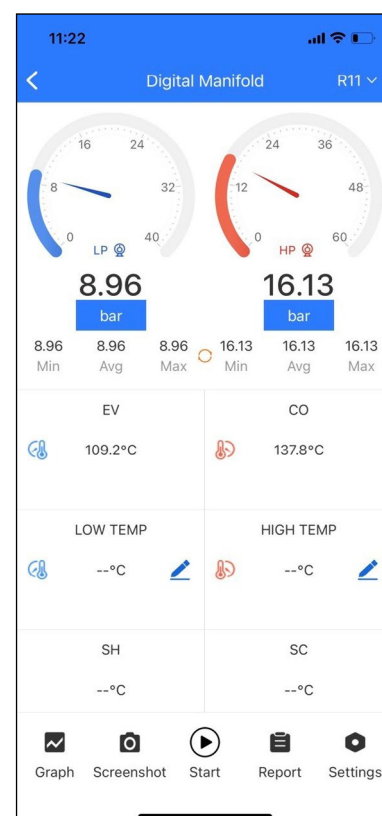 11:22
Digital Manifold R11
16 24
8 32
0 40
LP
24 36
12 48
0 60
HP
8.96 16.13
bar bar
8.96 8.96 8.96 16.13 16.13 16.13
Min Avg Max Min Avg Max
EV CO
109.2°C 137.8°C
LOW TEMP HIGH TEMP
--°C --°C
SH SC
--°C --°C
Graph Screenshot Start Report Settings